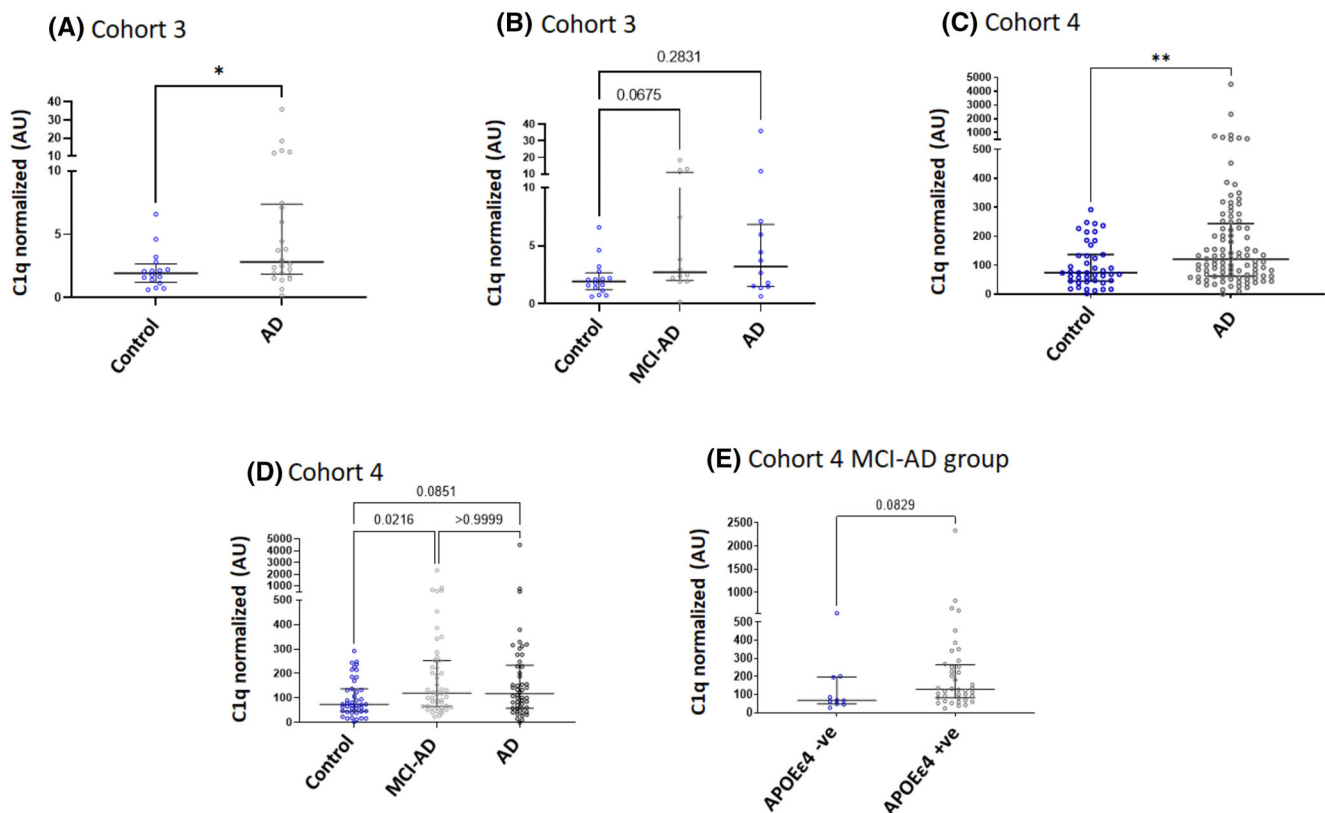 (A) Cohort 3
*
C1q normalized (AU)
40
30
20
10
10
5
0
Control
AD
(B) Cohort 3
0.2831
0.0675
C1q normalized (AU)
40
30
20
10
10
5
0
Control
MCI-AD
AD
(C) Cohort 4
**
C1q normalized (AU)
5000
4000
3000
2000
1000
500
400
300
200
100
0
Control
AD
(D) Cohort 4
0.0851
0.0216
>0.9999
C1q normalized (AU)
5000
4000
3000
2000
1000
500
400
300
200
100
0
Control
MCI-AD
AD
(E) Cohort 4 MCI-AD group
0.0829
C1q normalized (AU)
2500
2000
1500
1000
500
400
300
200
100
0
APOEε4 -ve
APOEε4 +ve